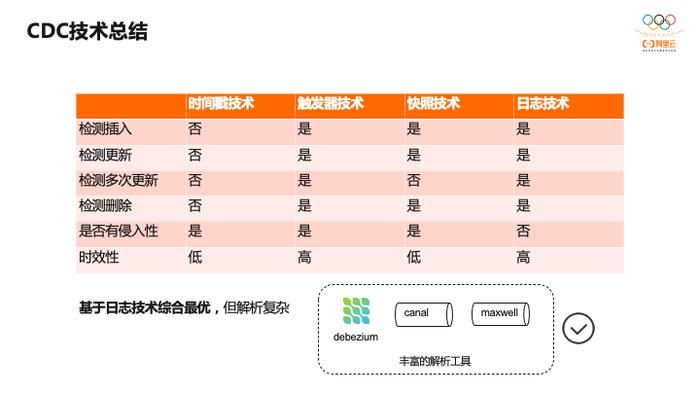 CDC技术总结
阿里云
时间戳技术 触发器技术 快照技术 日志技术
检测插入 否 是 是 是
检测更新 否 是 是 是
检测多次更新 否 是 否 是
检测删除 否 是 是 是
是否有侵入性 是 是 是 否
时效性 低 高 低 高
基于日志技术综合最优，但解析复杂
canal maxwell
debezium
丰富的解析工具